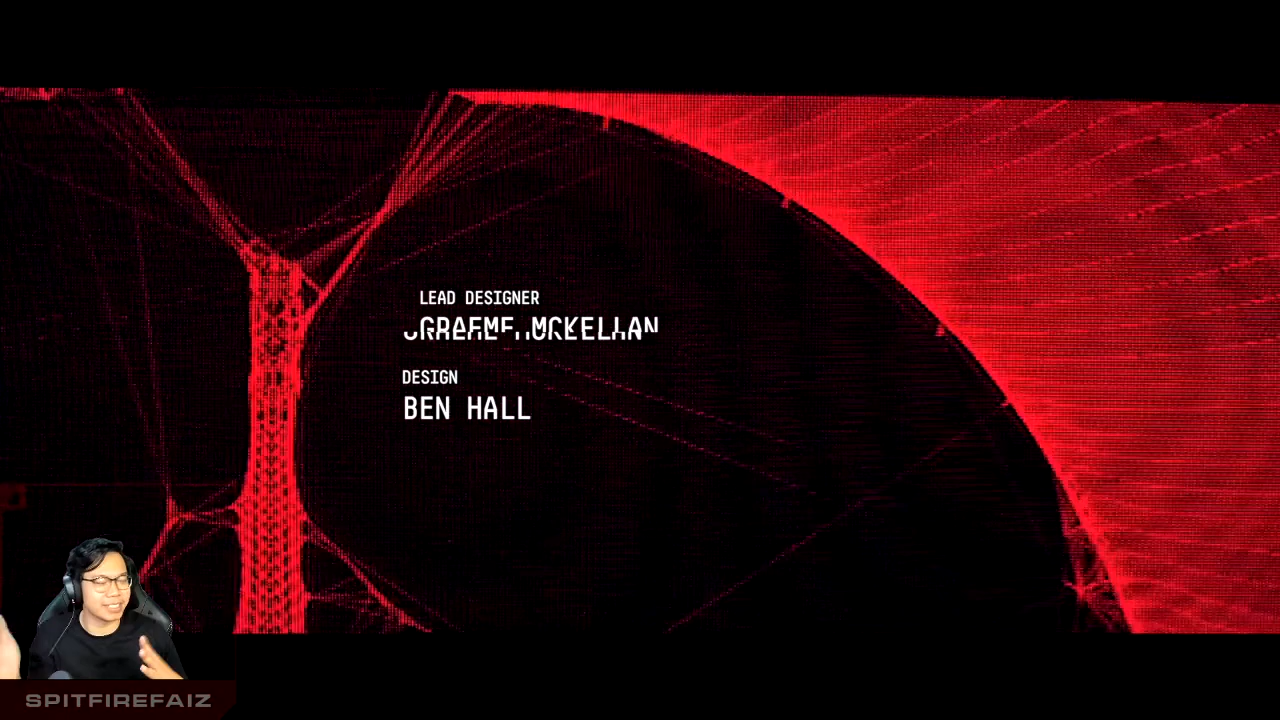 LEAD DESIGNER
GRAEME MCKELLAN
DESIGN
BEN HALL
SPITFIREFAIZ